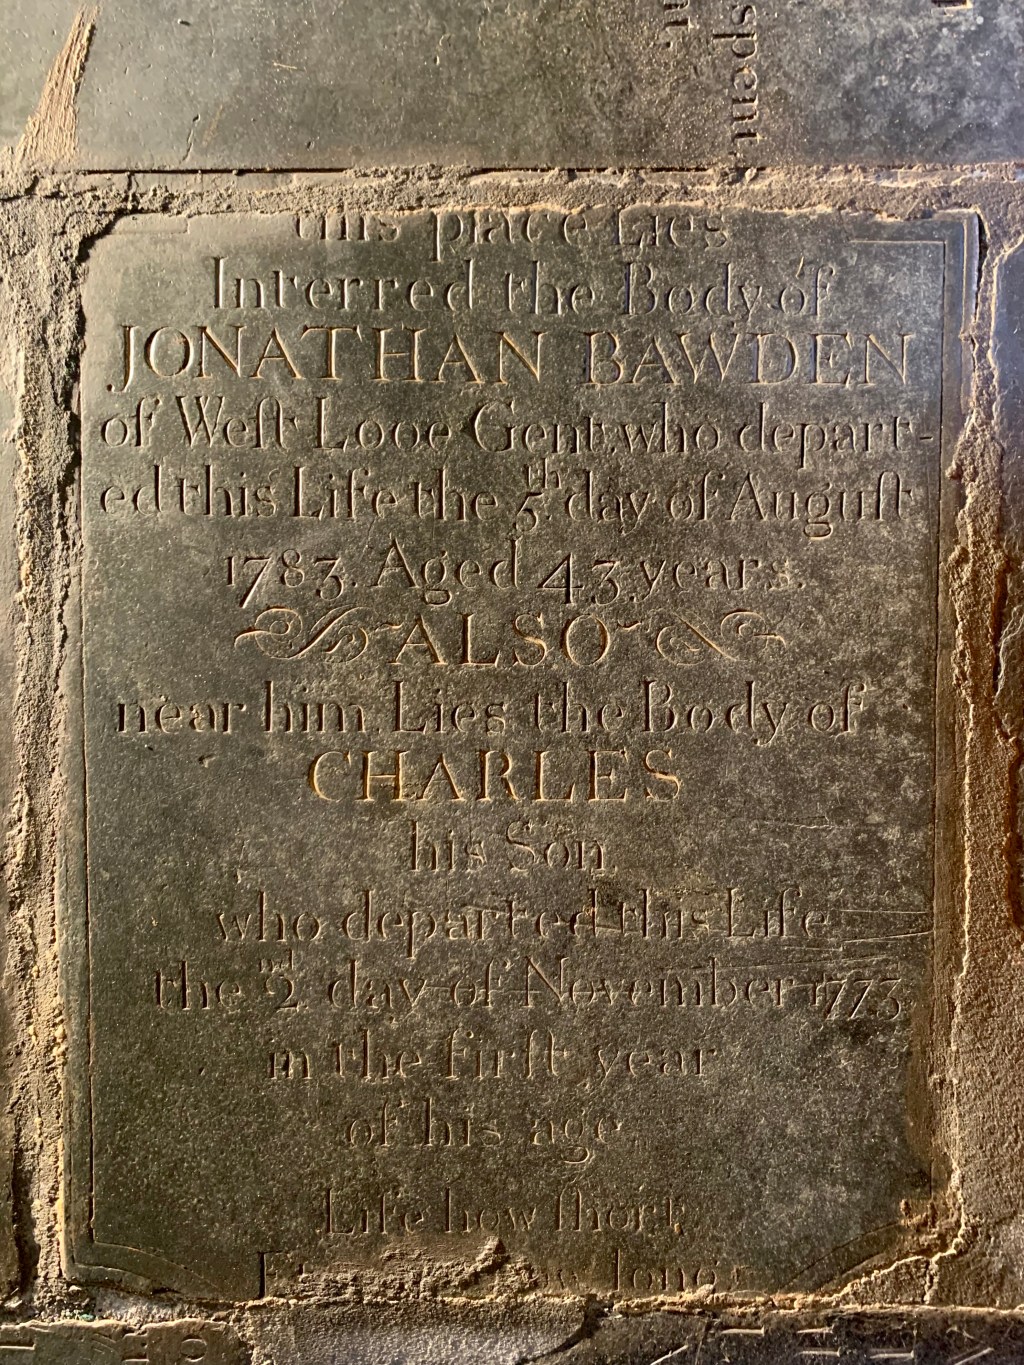 spent,
this place Lies
Interred the Body of
JONATHAN BAWDEN
of Weſt Looe Gent. who depart-
ed this Life the 5th. day of Auguſt
1783. Aged 43 years.
ALSO
near him Lies the Body of
CHARLES
his Son
who departed this Life
the 2nd day of November 1773
in the firſt year
of his age
Life how ſhort
long